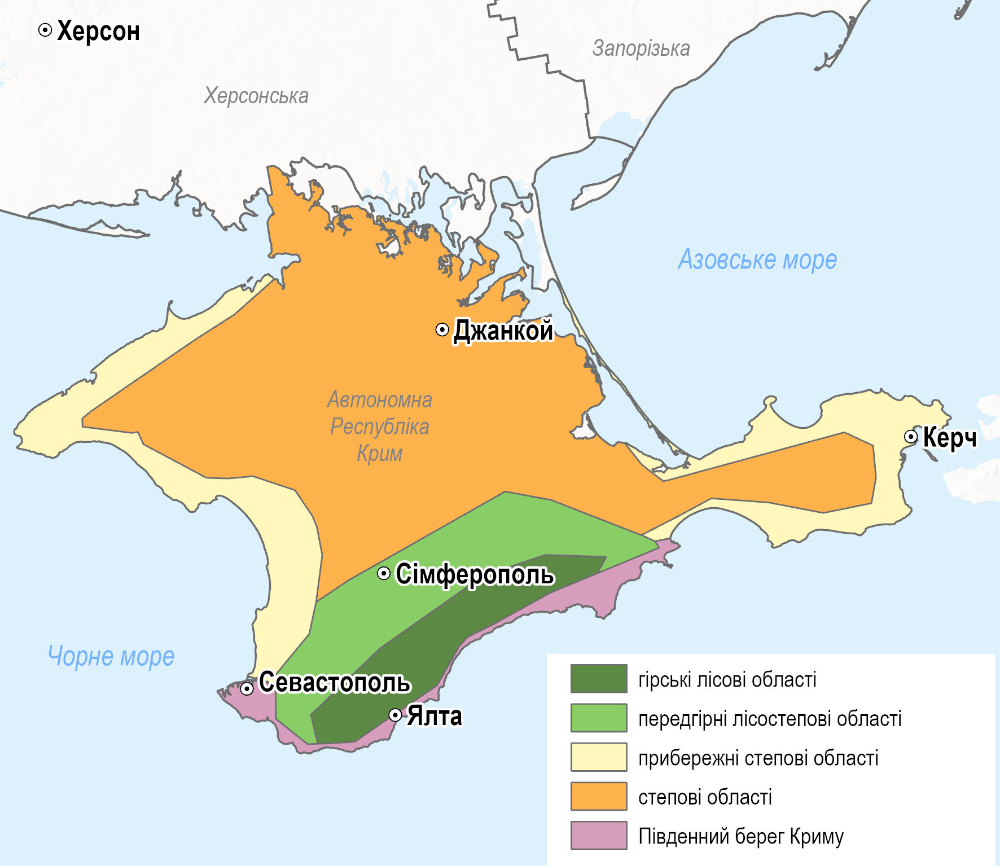 Херсон
Запорізька
Херсонська
Азовське море
Джанкой
Автономна
Республіка
Крим
Керч
Сімферополь
Чорне море
Севастополь
Ялта
гірські лісові області
передгірні лісостепові області
прибережні степові області
степові області
Південний берег Криму